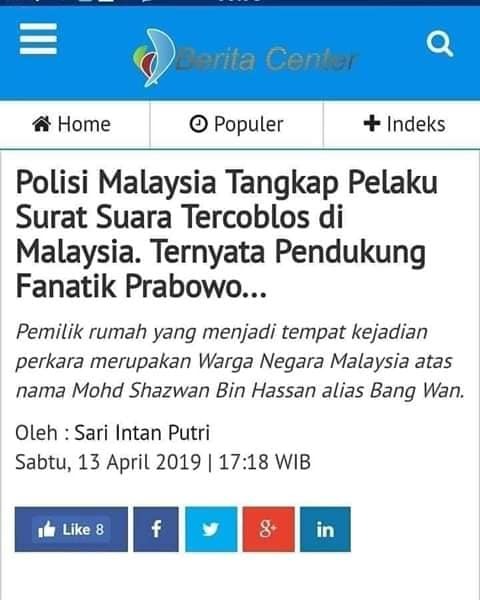 Berita Center
Home
Populer
Indeks
Polisi Malaysia Tangkap Pelaku
Surat Suara Tercoblos di
Malaysia. Ternyata Pendukung
Fanatik Prabowo...
Pemilik rumah yang menjadi tempat kejadian
perkara merupakan Warga Negara Malaysia atas
nama Mohd Shazwan Bin Hassan alias Bang Wan.
Oleh : Sari Intan Putri
Sabtu, 13 April 2019 | 17:18 WIB
Like 8
f
g+
in